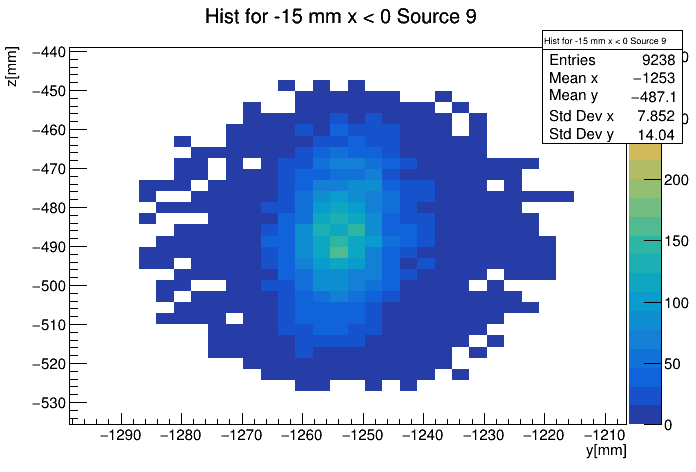 Hist for -15 mm x < 0 Source 9
Hist for -15 mm x < 0 Source 9
Entries 9238
Mean x −1253
Mean y −487.1
Std Dev x 7.852
Std Dev y 14.04
z[mm]
−440
−450
−460
−470
−480
−490
−500
−510
−520
−530
−1290 −1280 −1270 −1260 −1250 −1240 −1230 −1220 −1210
y[mm]
200
150
100
50
0